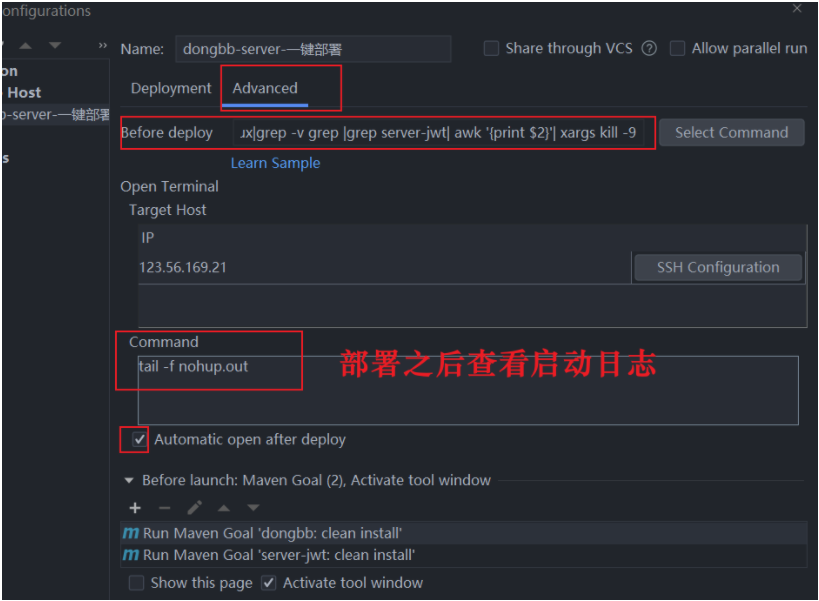 onfigurations
Name: dongbb-server-一键部署
Share through VCS
Allow parallel run
on
Host
-server-一键部署
s
Deployment
Advanced
Before deploy
ux|grep -v grep |grep server-jwt| awk '{print $2}'| xargs kill -9
Select Command
Learn Sample
Open Terminal
Target Host
IP
123.56.169.21
SSH Configuration
Command
tail -f nohup.out
部署之后查看启动日志
Automatic open after deploy
Before launch: Maven Goal (2), Activate tool window
m Run Maven Goal 'dongbb: clean install'
m Run Maven Goal 'server-jwt: clean install'
Show this page
Activate tool window